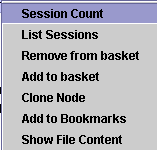 Session Count
List Sessions
Remove from basket
Add to basket
Clone Node
Add to Bookmarks
Show File Content